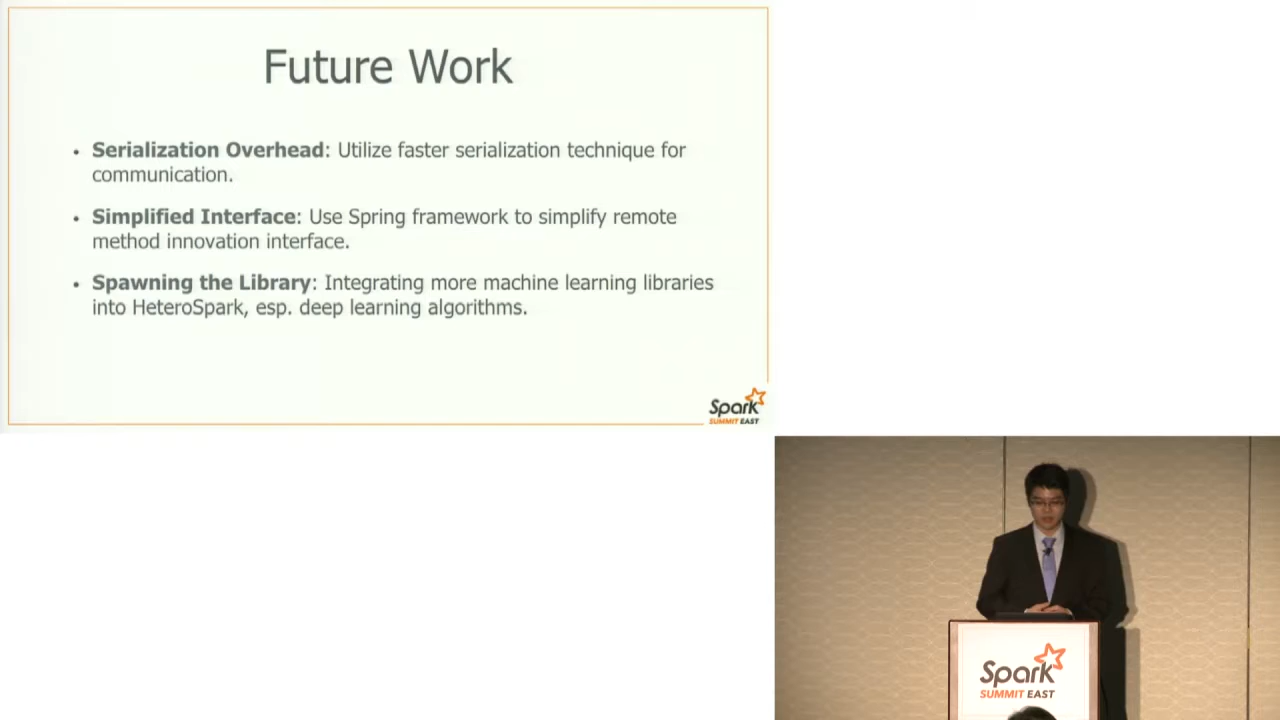 Future Work
• Serialization Overhead: Utilize faster serialization technique for
communication.
• Simplified Interface: Use Spring framework to simplify remote
method innovation interface.
• Spawning the Library: Integrating more machine learning libraries
into HeteroSpark, esp. deep learning algorithms.
Spark
SUMMIT EAST
Spark
SUMMIT EAST